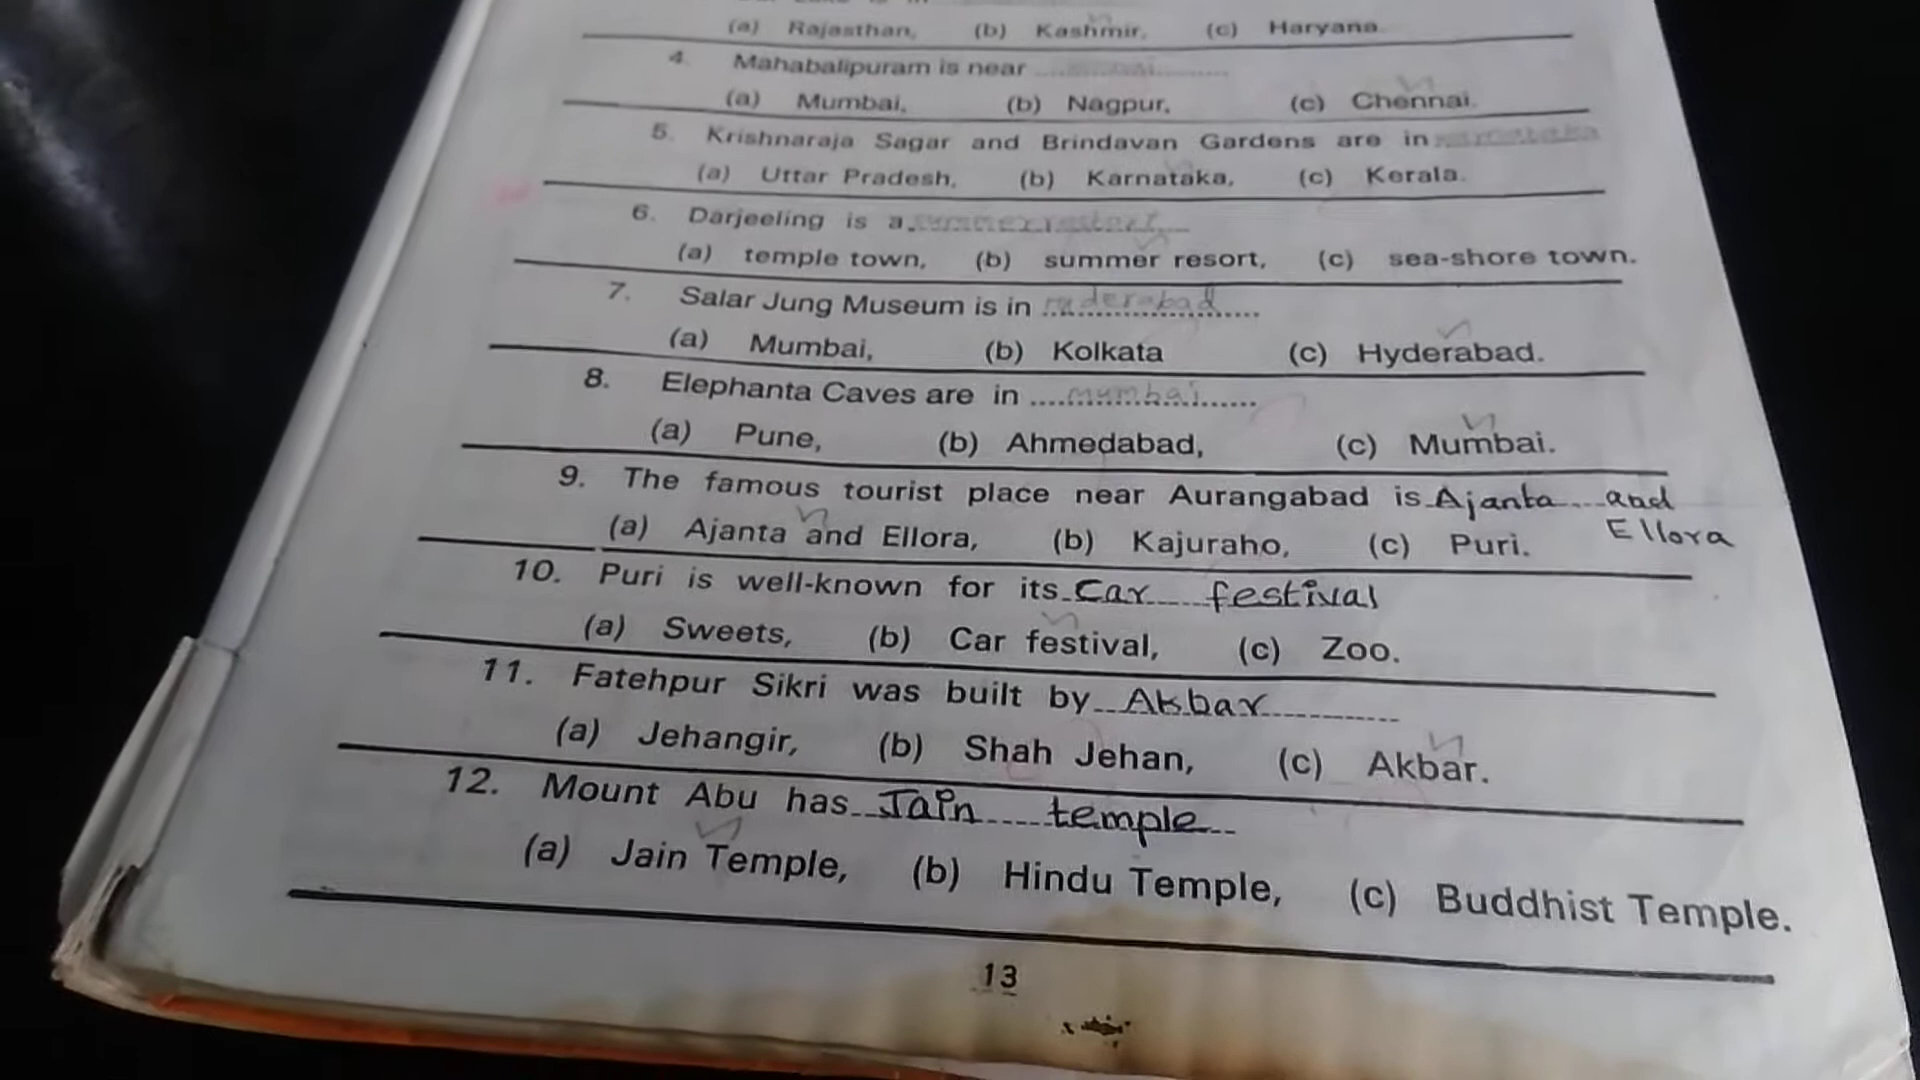 (a) Rajasthan, (b) Kashmir, (c) Haryana.
4. Mahabalipuram is near ....................
(a) Mumbai, (b) Nagpur, (c) Chennai.
5. Krishnaraja Sagar and Brindavan Gardens are in
(a) Uttar Pradesh, (b) Karnataka, (c) Kerala.
6. Darjeeling is a
(a) temple town, (b) summer resort, (c) sea-shore town.
7. Salar Jung Museum is in ....................
(a) Mumbai, (b) Kolkata (c) Hyderabad.
8. Elephanta Caves are in ....mumbai......
(a) Pune, (b) Ahmedabad, (c) Mumbai.
9. The famous tourist place near Aurangabad is Ajanta and
Ellora
(a) Ajanta and Ellora, (b) Kajuraho, (c) Puri.
10. Puri is well-known for its Car festival
(a) Sweets, (b) Car festival, (c) Zoo.
11. Fatehpur Sikri was built by Akbar
(a) Jehangir, (b) Shah Jehan, (c) Akbar.
12. Mount Abu has Jain temple
(a) Jain Temple, (b) Hindu Temple, (c) Buddhist Temple.
13